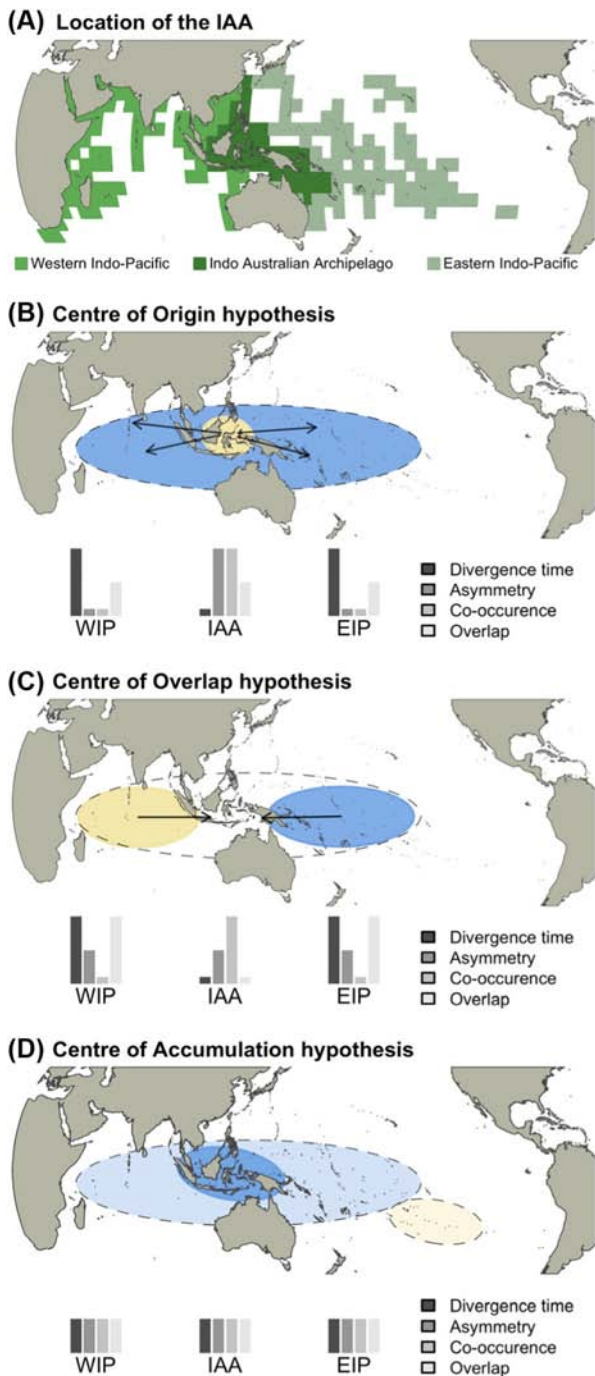 (A) Location of the IAA
Western Indo-Pacific Indo Australian Archipelago Eastern Indo-Pacific
(B) Centre of Origin hypothesis
Divergence time
Asymmetry
Co-occurence
Overlap
WIP IAA EIP
(C) Centre of Overlap hypothesis
Divergence time
Asymmetry
Co-occurence
Overlap
WIP IAA EIP
(D) Centre of Accumulation hypothesis
Divergence time
Asymmetry
Co-occurence
Overlap
WIP IAA EIP